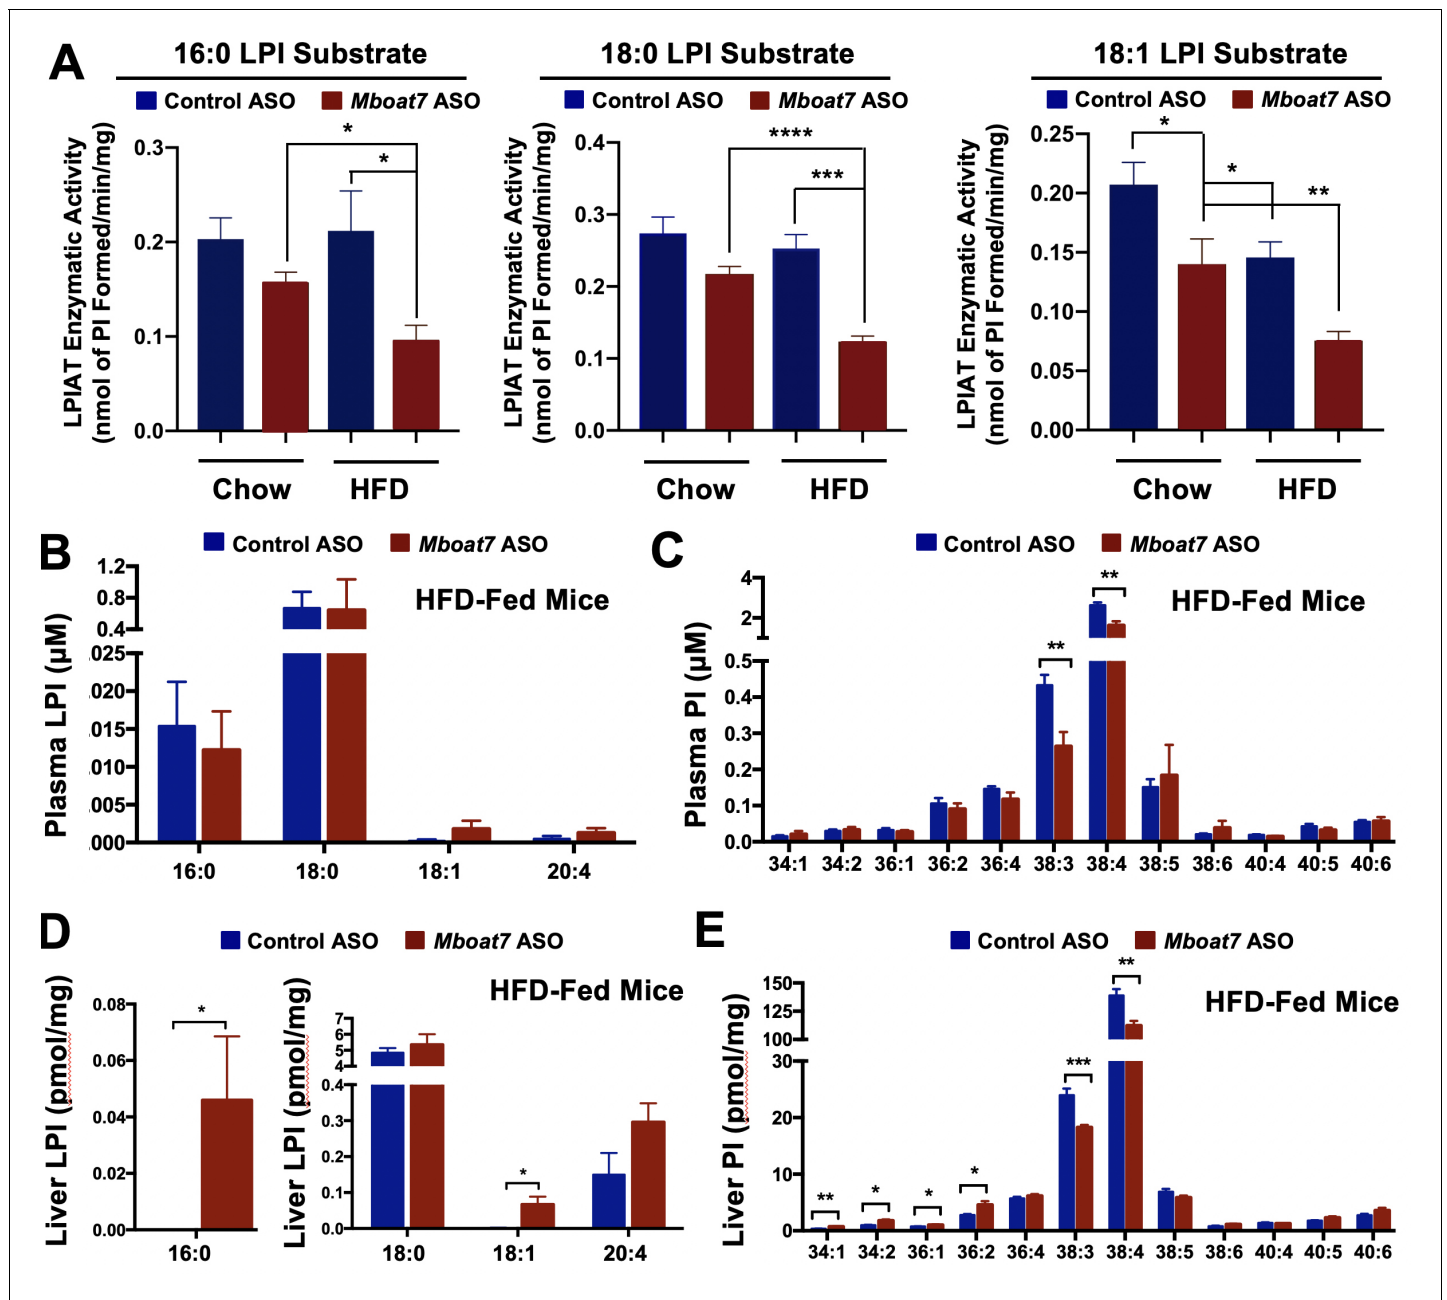 A
16:0 LPI Substrate
18:0 LPI Substrate
18:1 LPI Substrate
Control ASO Mboat7 ASO
Control ASO Mboat7 ASO
Control ASO Mboat7 ASO
LPIAT Enzymatic Activity
(nmol of PI Formed/min/mg)
0.3
0.2
0.1
0.0
*
*
Chow HFD
LPIAT Enzymatic Activity
(nmol of PI Formed/min/mg)
0.4
0.3
0.2
0.1
0.0
****
***
Chow HFD
LPIAT Enzymatic Activity
(nmol of PI Formed/min/mg)
0.25
0.20
0.15
0.10
0.05
0.00
*
*
**
Chow HFD
B
Control ASO Mboat7 ASO
HFD-Fed Mice
Plasma LPI (µM)
1.2
0.8
0.4
.025
.020
.015
.010
.005
.000
16:0 18:0 18:1 20:4
C
Control ASO Mboat7 ASO
HFD-Fed Mice
Plasma PI (µM)
4
2
0.5
0.4
0.3
0.2
0.1
0.0
**
**
34:1 34:2 36:1 36:2 36:4 38:3 38:4 38:5 38:6 40:4 40:5 40:6
D
Control ASO Mboat7 ASO
HFD-Fed Mice
Liver LPI (pmol/mg)
0.08
0.06
0.04
0.02
0.00
*
16:0
Liver LPI (pmol/mg)
7
6
5
4
0.4
0.3
0.2
0.1
0.0
*
18:0 18:1 20:4
E
Control ASO Mboat7 ASO
HFD-Fed Mice
Liver PI (pmol/mg)
150
100
30
20
10
0
**
*
*
*
***
**
34:1 34:2 36:1 36:2 36:4 38:3 38:4 38:5 38:6 40:4 40:5 40:6